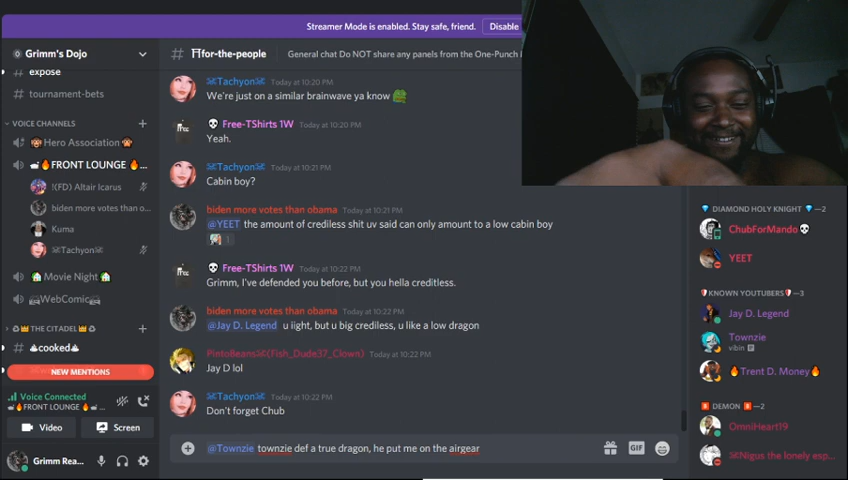 Streamer Mode is enabled. Stay safe, friend.
Disable
Grimm's Dojo
# for-the-people
General chat Do NOT share any panels from the One-Punch
expose
# tournament-bets
VOICE CHANNELS
Hero Association
FRONT LOUNGE ...
!(FD) Altair Icarus
biden more votes than o...
Kuma
Tachyon
Movie Night
WebComic
THE CITADEL
# cooked
NEW MENTIONS
Voice Connected
FRONT LOUNGE ...
Video
Screen
Grimm Rea...
Tachyon Today at 10:20 PM
We're just on a similar brainwave ya know
Free-TShirts 1W Today at 10:20 PM
Yeah.
Tachyon Today at 10:21 PM
Cabin boy?
biden more votes than obama Today at 10:21 PM
@YEET the amount of crediless shit uv said can only amount to a low cabin boy
1
Free-TShirts 1W Today at 10:22 PM
Grimm, I've defended you before, but you hella creditless.
biden more votes than obama Today at 10:22 PM
@Jay D. Legend u iight, but u big crediless, u like a low dragon
PintoBeans (Fish_Dude37_Clown) Today at 10:22 PM
Jay D lol
Tachyon Today at 10:22 PM
Don't forget Chub
@Townzie townzie def a true dragon, he put me on the airgear
GIF
DIAMOND HOLY KNIGHT —2
ChubForMando
YEET
KNOWN YOUTUBERS —3
Jay D. Legend
Townzie
vibin
Trent D. Money
DEMON —2
OmniHeart19
Nigus the lonely esp...